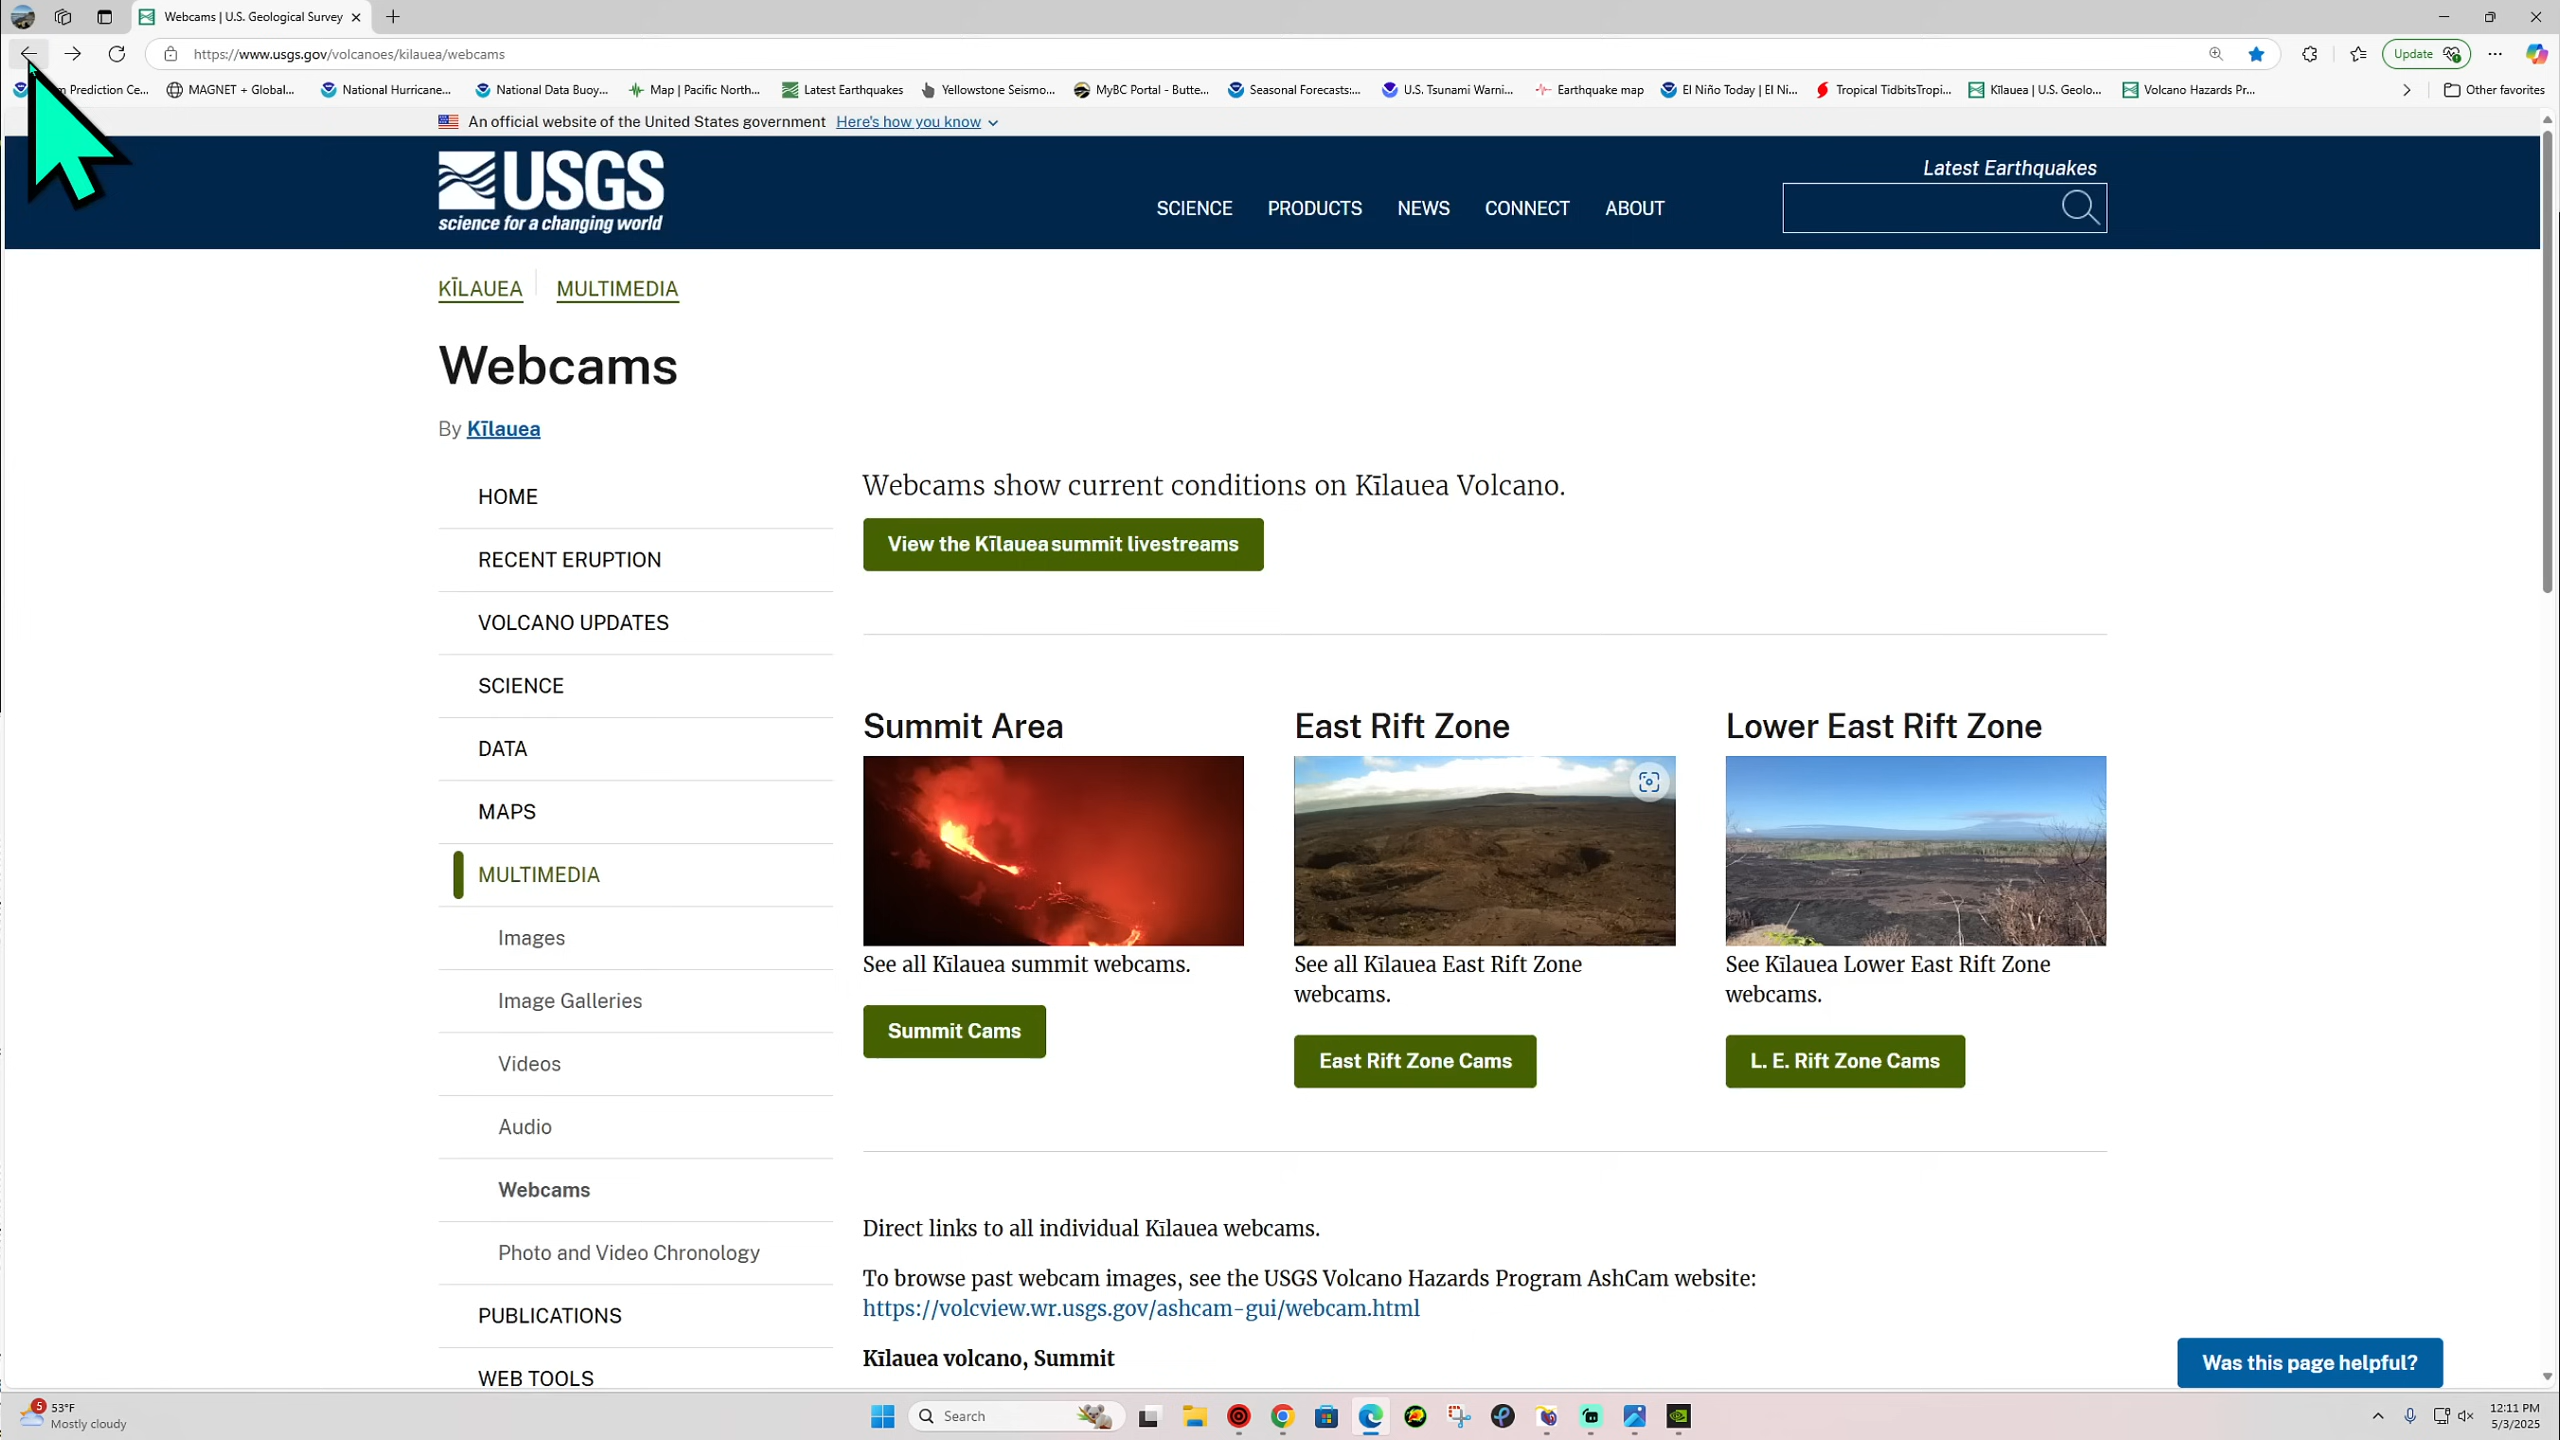 Webcams | U.S. Geological Survey
https://www.usgs.gov/volcanoes/kilauea/webcams
Update
Prediction Ce...
MAGNET + Global...
National Hurricane...
National Data Buoy...
Map | Pacific North...
Latest Earthquakes
Yellowstone Seismo...
MyBC Portal - Butte...
Seasonal Forecasts:...
U.S. Tsunami Warni...
Earthquake map
El Niño Today | El Ni...
Tropical TidbitsTropi...
Kīlauea | U.S. Geolo...
Volcano Hazards Pr...
Other favorites
An official website of the United States government Here's how you know
USGS
science for a changing world
Latest Earthquakes
SCIENCE
PRODUCTS
NEWS
CONNECT
ABOUT
KĪLAUEA
MULTIMEDIA
Webcams
By Kīlauea
HOME
RECENT ERUPTION
VOLCANO UPDATES
SCIENCE
DATA
MAPS
MULTIMEDIA
Images
Image Galleries
Videos
Audio
Webcams
Photo and Video Chronology
PUBLICATIONS
WEB TOOLS
Webcams show current conditions on Kīlauea Volcano.
View the Kīlauea summit livestreams
Summit Area
See all Kīlauea summit webcams.
Summit Cams
East Rift Zone
See all Kīlauea East Rift Zone
webcams.
East Rift Zone Cams
Lower East Rift Zone
See Kīlauea Lower East Rift Zone
webcams.
L. E. Rift Zone Cams
Direct links to all individual Kīlauea webcams.
To browse past webcam images, see the USGS Volcano Hazards Program AshCam website:
https://volcview.wr.usgs.gov/ashcam-gui/webcam.html
Kīlauea volcano, Summit
Was this page helpful?
5
53°F
Mostly cloudy
Search
12:11 PM
5/3/2025